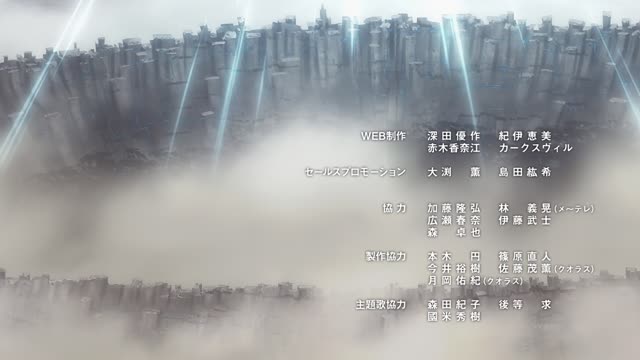 WEB制作 深田優作 紀伊恵美
赤木香奈江 カークスヴィル
セールスプロモーション 大渕 薫 島田紘希
協力 加藤隆弘 林 義晃(メ〜テレ)
広瀬春奈 伊藤武士
森 卓也
製作協力 本木 円 篠原直人
今井裕樹 佐藤茂薫(クオラス)
月岡佑紀(クオラス)
主題歌協力 森田紀子 後等 求
國米秀樹